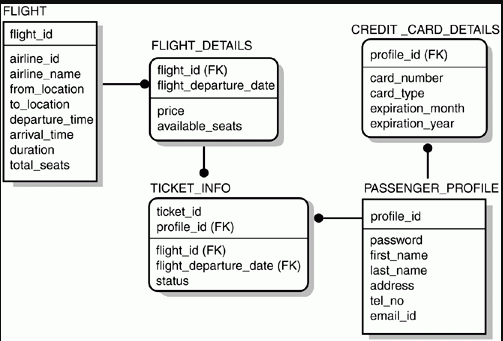 FLIGHT
flight_id
airline_id
airline_name
from_location
to_location
departure_time
arrival_time
duration
total_seats
FLIGHT_DETAILS
flight_id (FK)
flight_departure_date
price
available_seats
CREDIT _CARD_DETAILS
profile_id (FK)
card_number
card_type
expiration_month
expiration_year
TICKET_INFO
ticket_id
profile_id (FK)
flight_id (FK)
flight_departure_date (FK)
status
PASSENGER_PROFILE
profile_id
password
first_name
last_name
address
tel_no
email_id